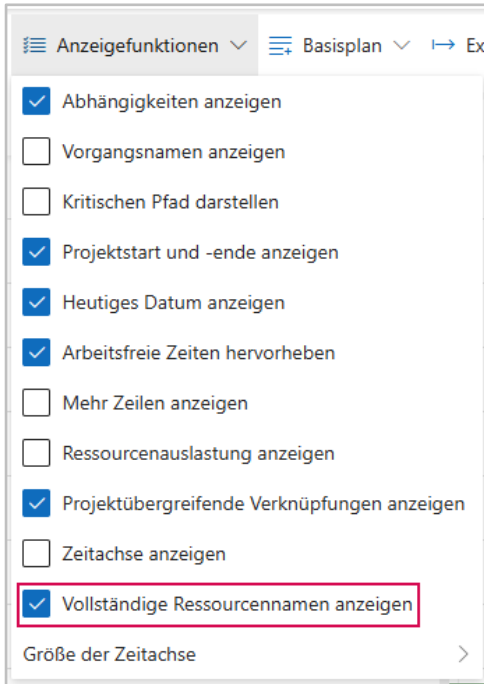 Anzeigefunktionen Basisplan Ex
Abhängigkeiten anzeigen
Vorgangsnamen anzeigen
Kritischen Pfad darstellen
Projektstart und -ende anzeigen
Heutiges Datum anzeigen
Arbeitsfreie Zeiten hervorheben
Mehr Zeilen anzeigen
Ressourcenauslastung anzeigen
Projektübergreifende Verknüpfungen anzeigen
Zeitachse anzeigen
Vollständige Ressourcennamen anzeigen
Größe der Zeitachse